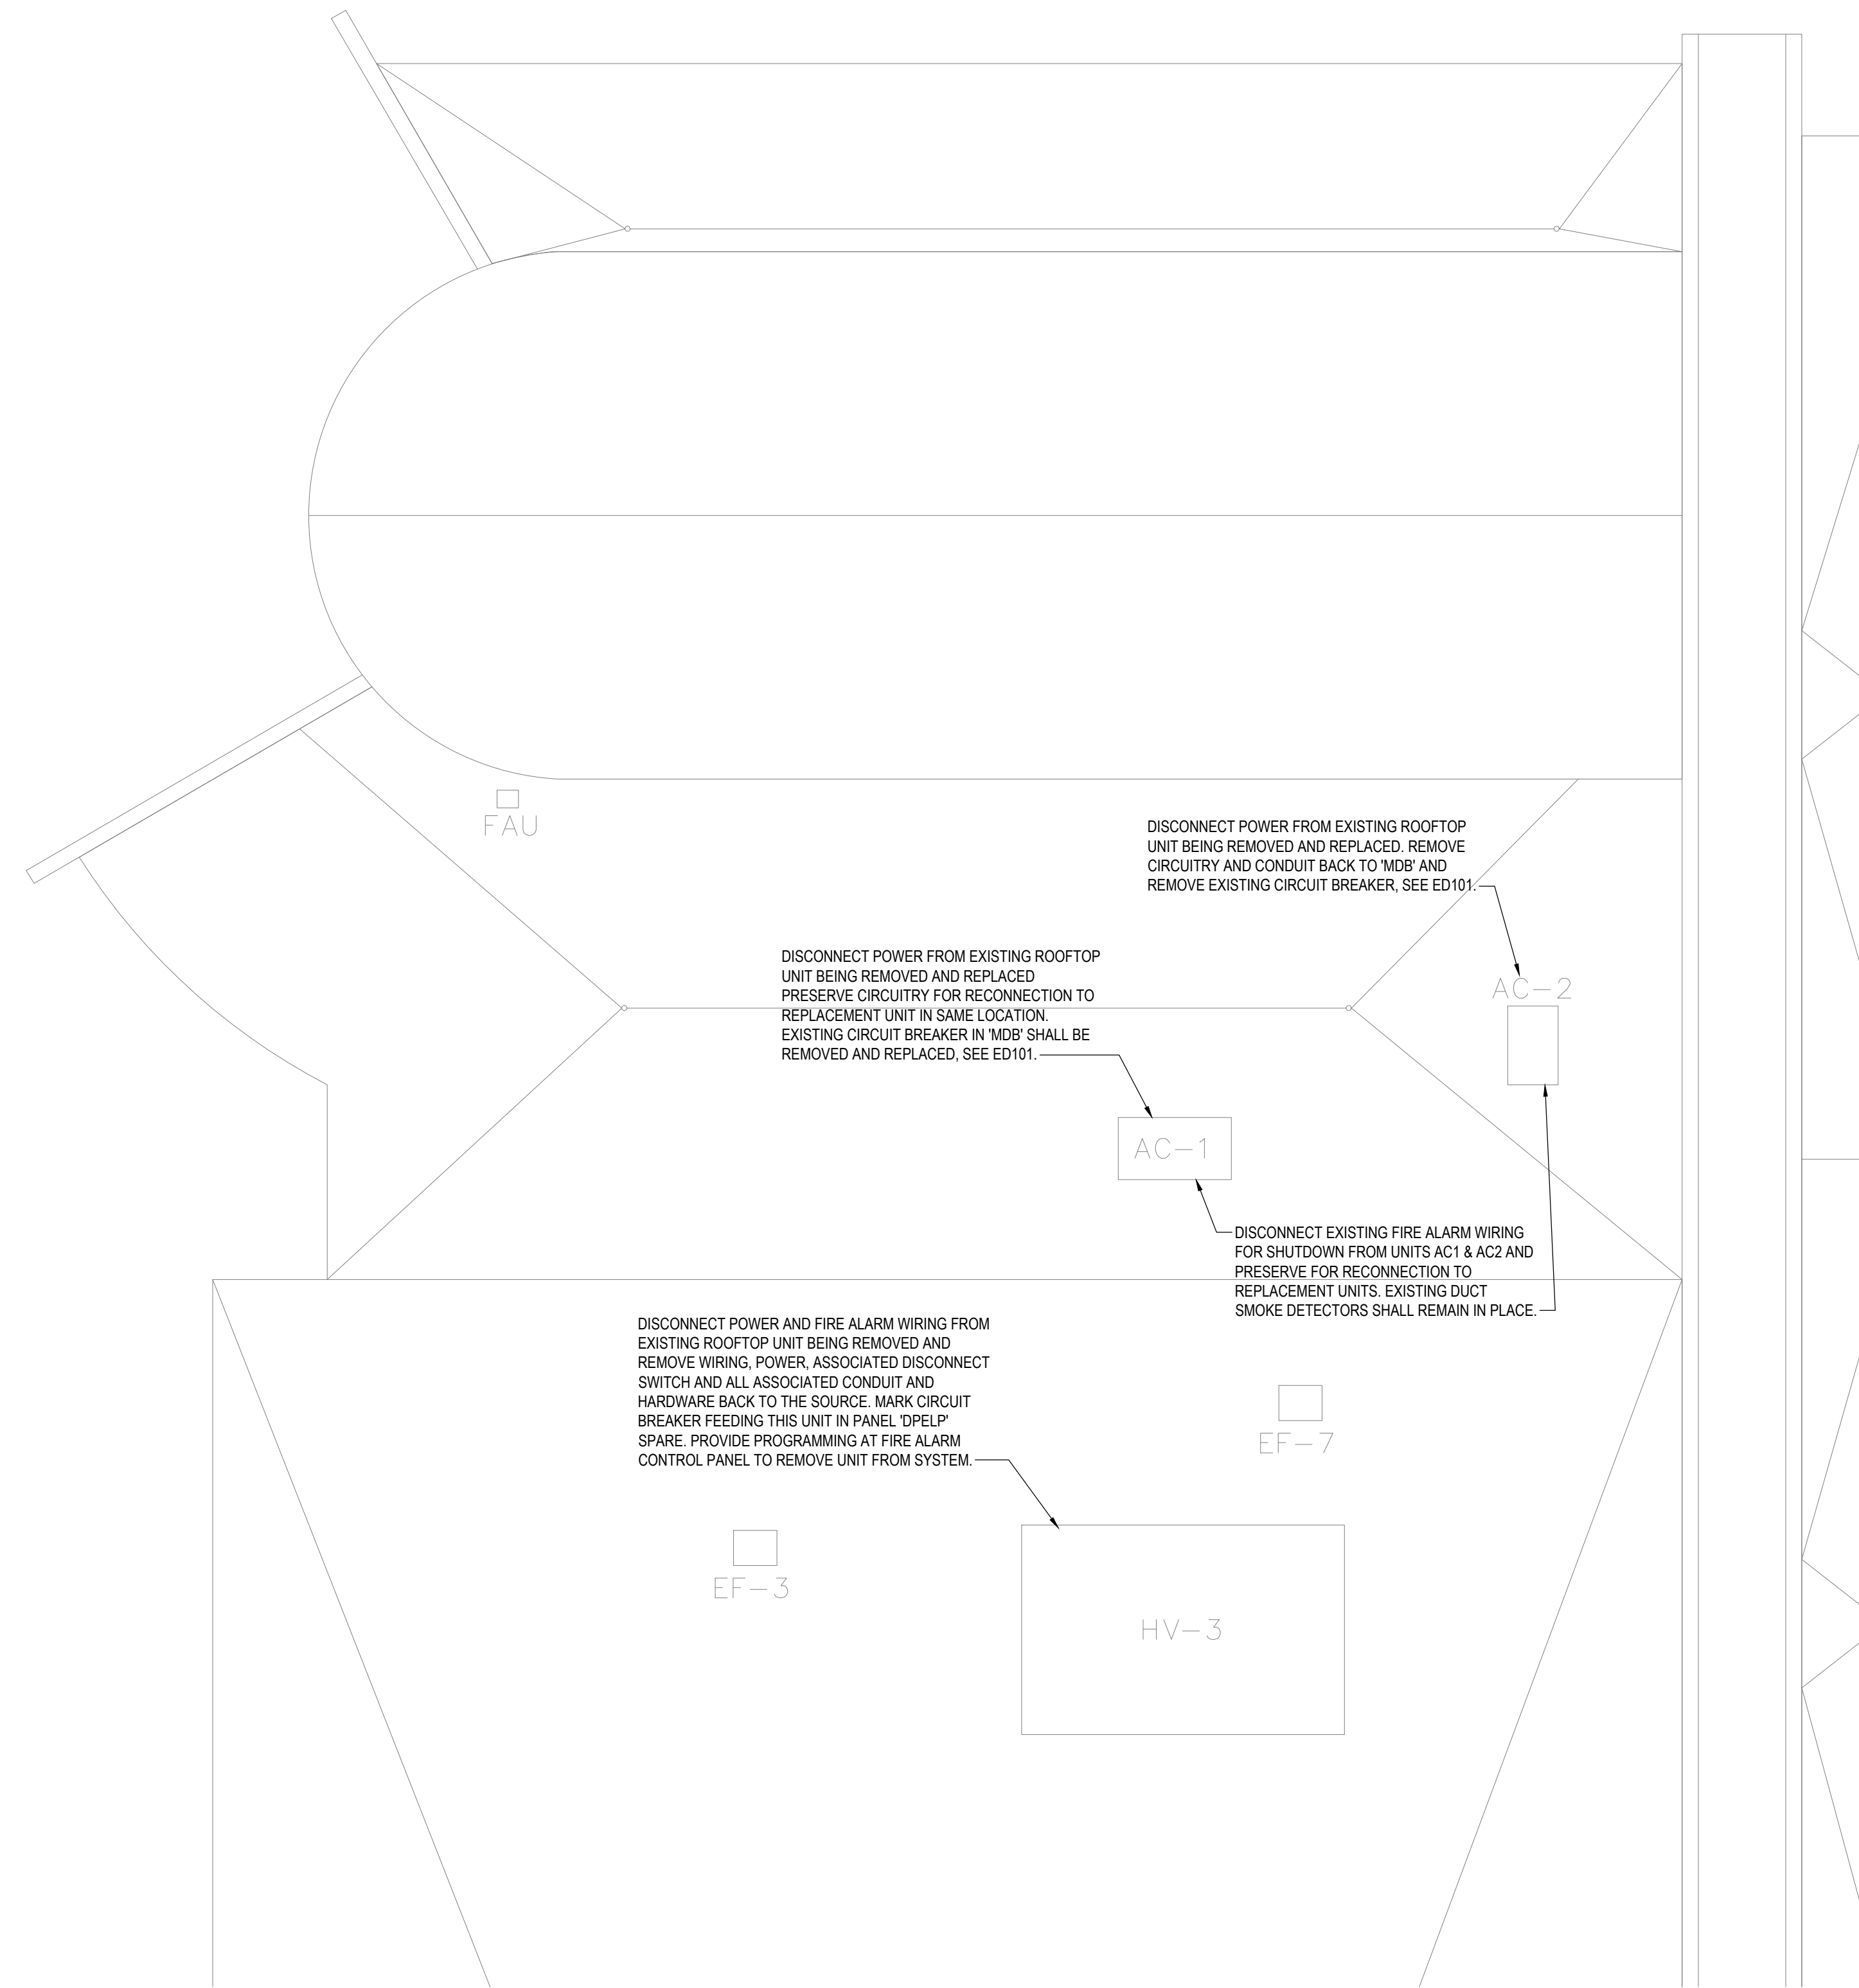 FAU
DISCONNECT POWER FROM EXISTING ROOFTOP
UNIT BEING REMOVED AND REPLACED. REMOVE
CIRCUITRY AND CONDUIT BACK TO 'MDB' AND
REMOVE EXISTING CIRCUIT BREAKER, SEE ED101.
DISCONNECT POWER FROM EXISTING ROOFTOP
UNIT BEING REMOVED AND REPLACED
PRESERVE CIRCUITRY FOR RECONNECTION TO
REPLACEMENT UNIT IN SAME LOCATION.
EXISTING CIRCUIT BREAKER IN 'MDB' SHALL BE
REMOVED AND REPLACED, SEE ED101.
AC-2
AC-1
DISCONNECT EXISTING FIRE ALARM WIRING
FOR SHUTDOWN FROM UNITS AC1 & AC2 AND
PRESERVE FOR RECONNECTION TO
REPLACEMENT UNITS. EXISTING DUCT
SMOKE DETECTORS SHALL REMAIN IN PLACE.
DISCONNECT POWER AND FIRE ALARM WIRING FROM
EXISTING ROOFTOP UNIT BEING REMOVED AND
REMOVE WIRING, POWER, ASSOCIATED DISCONNECT
SWITCH AND ALL ASSOCIATED CONDUIT AND
HARDWARE BACK TO THE SOURCE. MARK CIRCUIT
BREAKER FEEDING THIS UNIT IN PANEL 'DPELP'
SPARE. PROVIDE PROGRAMMING AT FIRE ALARM
CONTROL PANEL TO REMOVE UNIT FROM SYSTEM.
EF-7
EF-3
HV-3